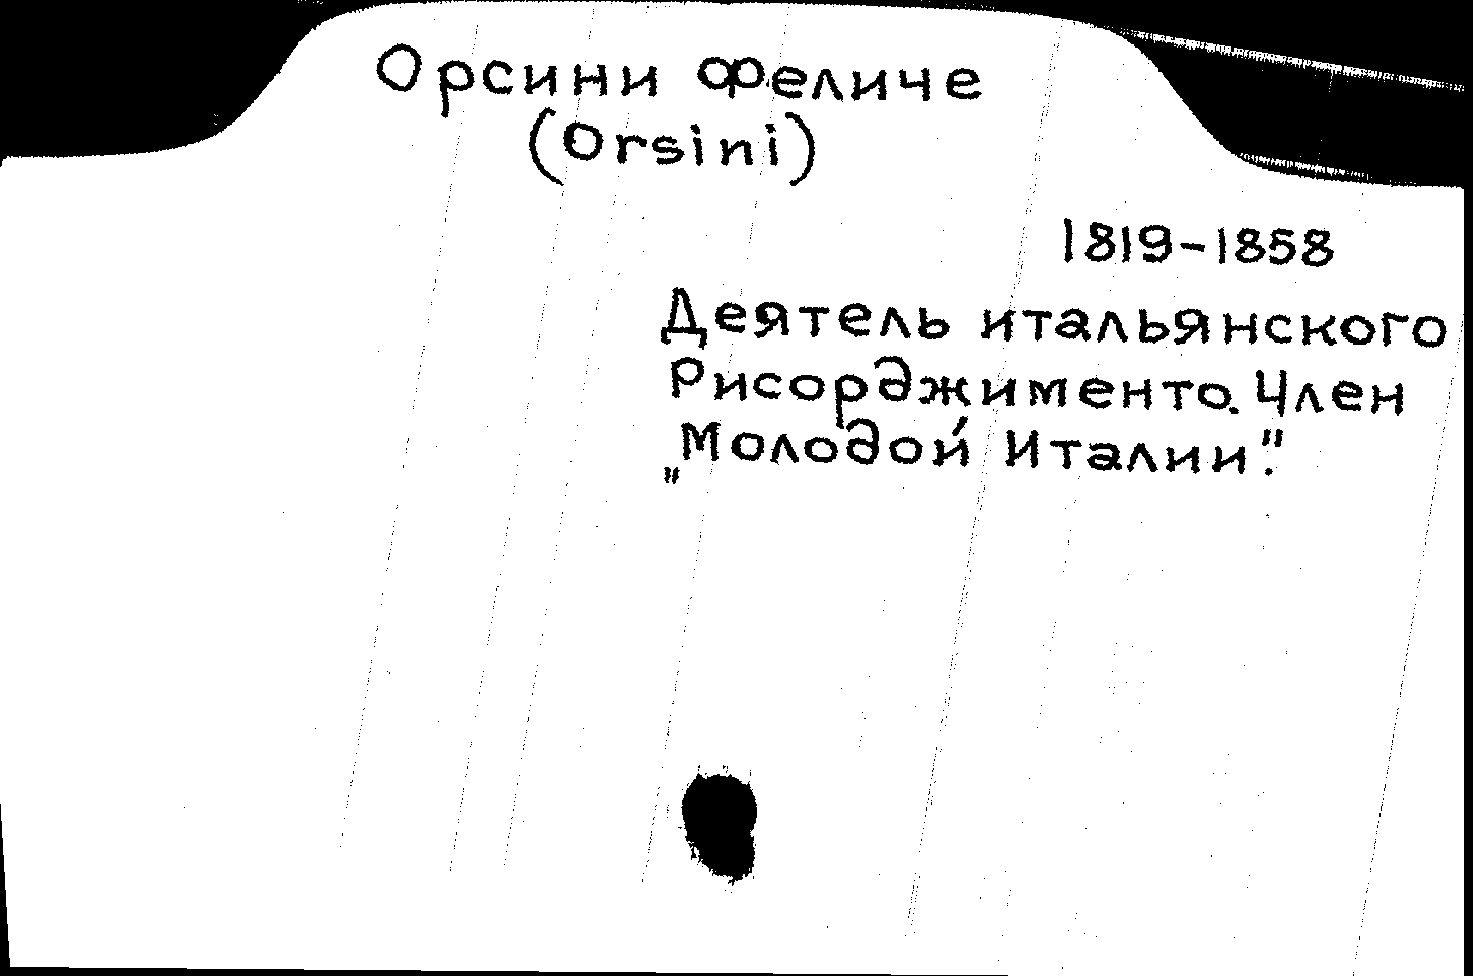 Орсини Феличе
(Orsini)
1819-1858
Деятель итальянского
Рисорджименто. Член
„Молодой Италии".